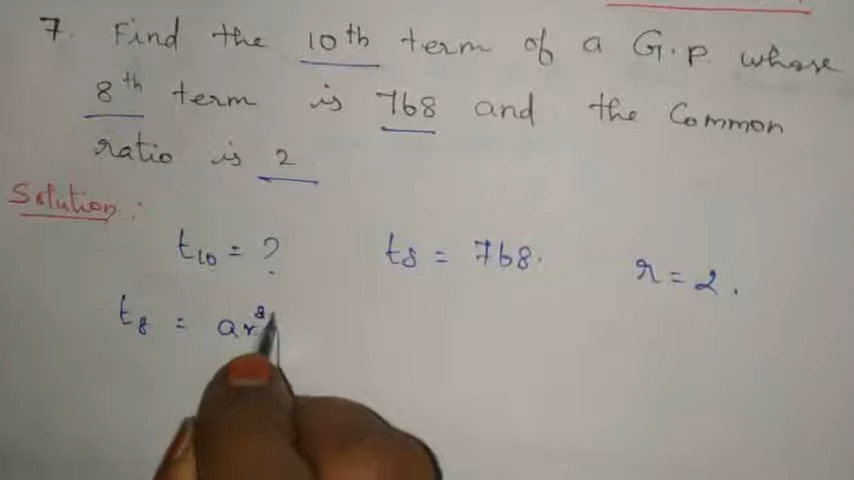 7. Find the 10th term of a G.P. whose
8th term is 768 and the Common
ratio is 2
Solution:
t10 = ? t8 = 768. r = 2.
t8 = ar8